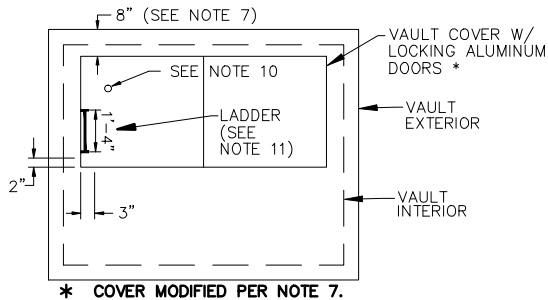 8" (SEE NOTE 7)
VAULT COVER W/
LOCKING ALUMINUM
DOORS *
SEE NOTE 10
1'-4"
LADDER
(SEE
NOTE 11)
VAULT
EXTERIOR
2"
3"
VAULT
INTERIOR
* COVER MODIFIED PER NOTE 7.